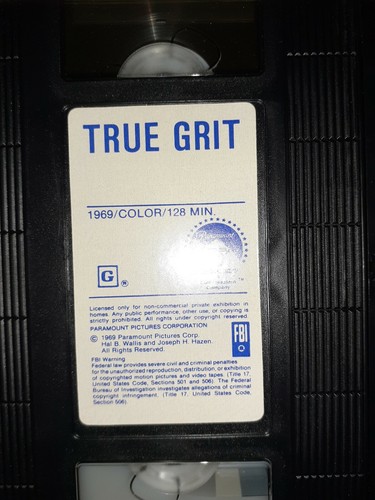 TRUE GRIT
1969/COLOR/128 MIN.
Paramount
G ®
Licensed only for non-commercial private exhibition in
homes. Any public performance, other use, or copying is
strictly prohibited. All rights under copyright reserved.
PARAMOUNT PICTURES CORPORATION
© 1969 Paramount Pictures Corp.
Hal B. Wallis and Joseph H. Hazen.
All Rights Reserved.
FBI
FBI Warning
Federal law provides severe civil and criminal penalties
for the unauthorized reproduction, distribution, or exhibition
of copyrighted motion pictures and video tapes. (Title 17,
United States Code, Sections 501 and 506). The Federal
Bureau of Investigation investigates allegations of criminal
copyright infringement. (Title 17, United States Code,
Section 506).